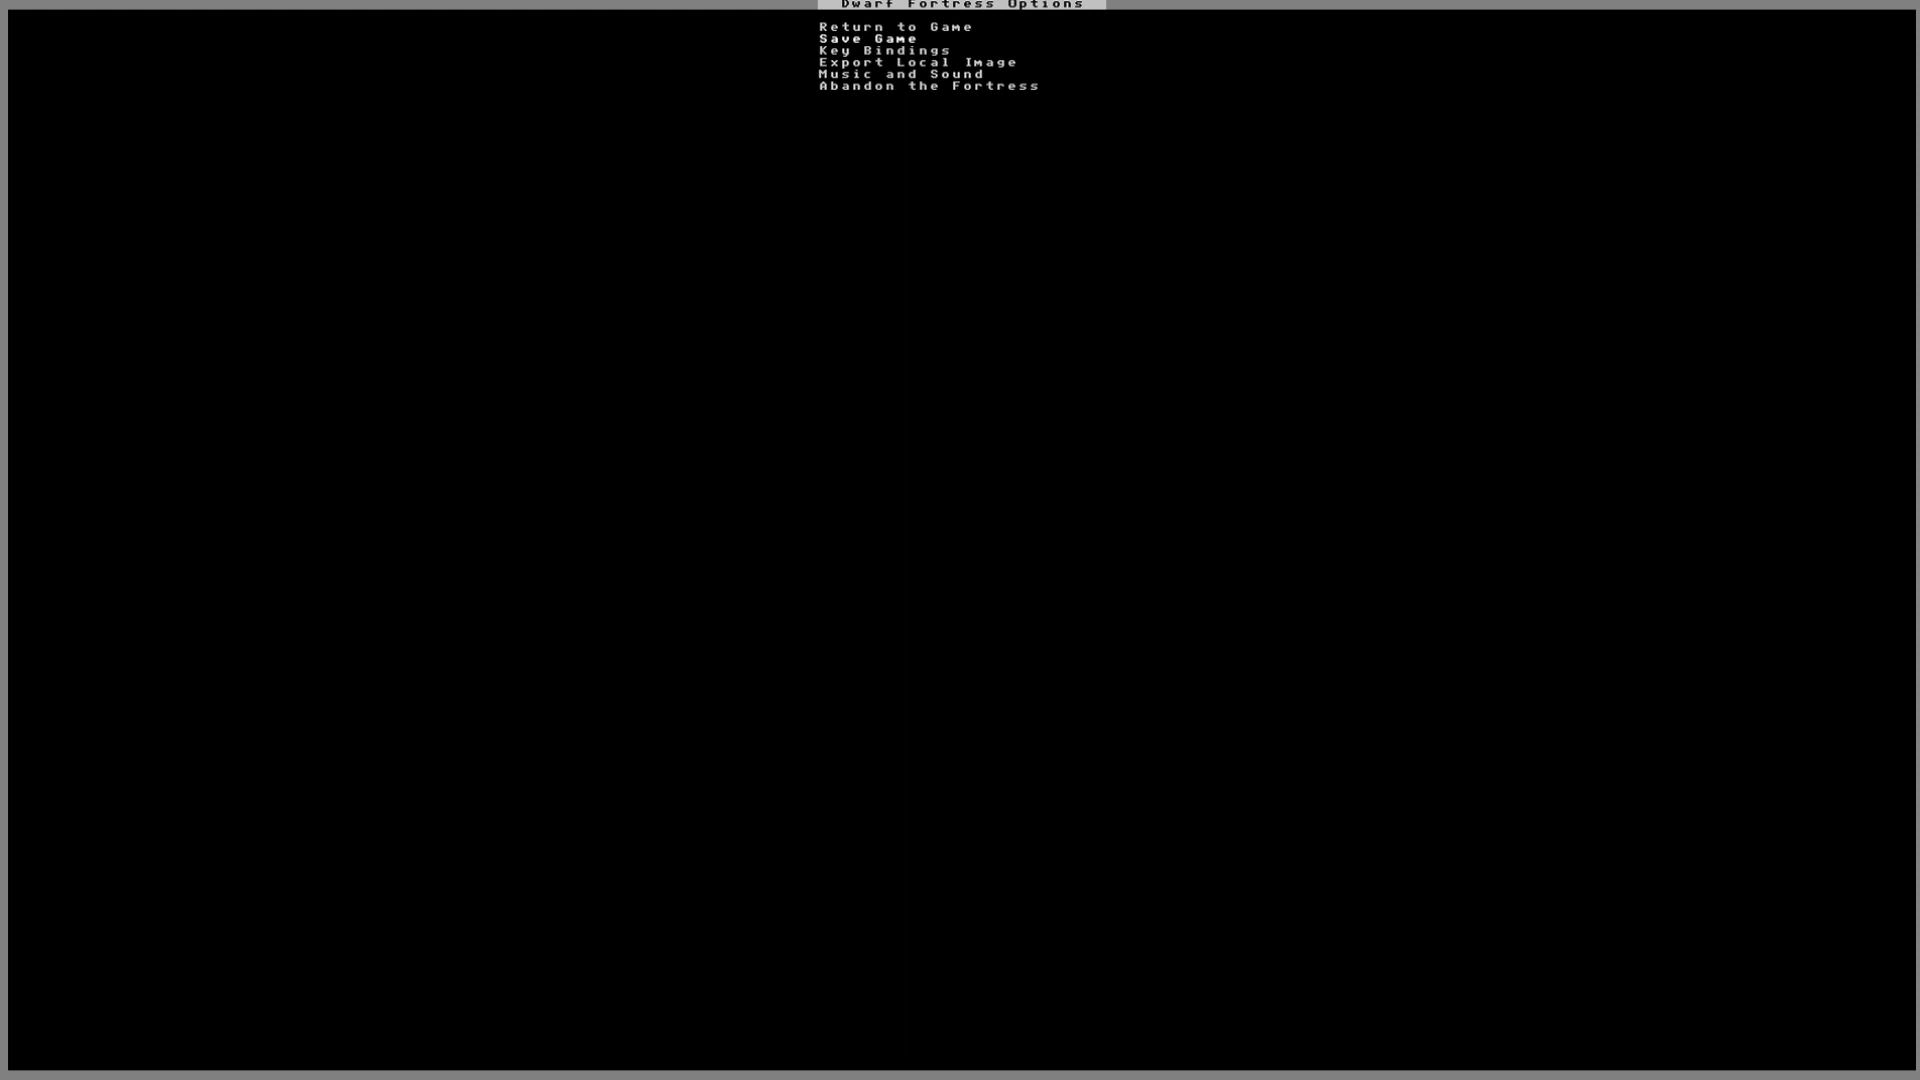 Dwarf Fortress Options
Return to Game
Save Game
Key Bindings
Export Local Image
Music and Sound
Abandon the Fortress